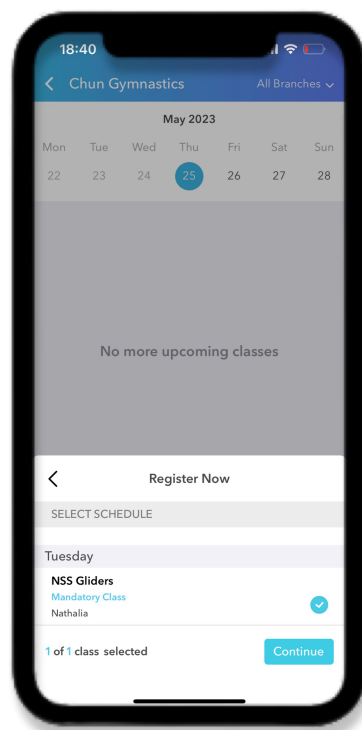 18:40
Chun Gymnastics All Branches
May 2023
Mon Tue Wed Thu Fri Sat Sun
22 23 24 25 26 27 28
No more upcoming classes
Register Now
SELECT SCHEDULE
Tuesday
NSS Gliders
Mandatory Class
Nathalia
1 of 1 class selected Continue